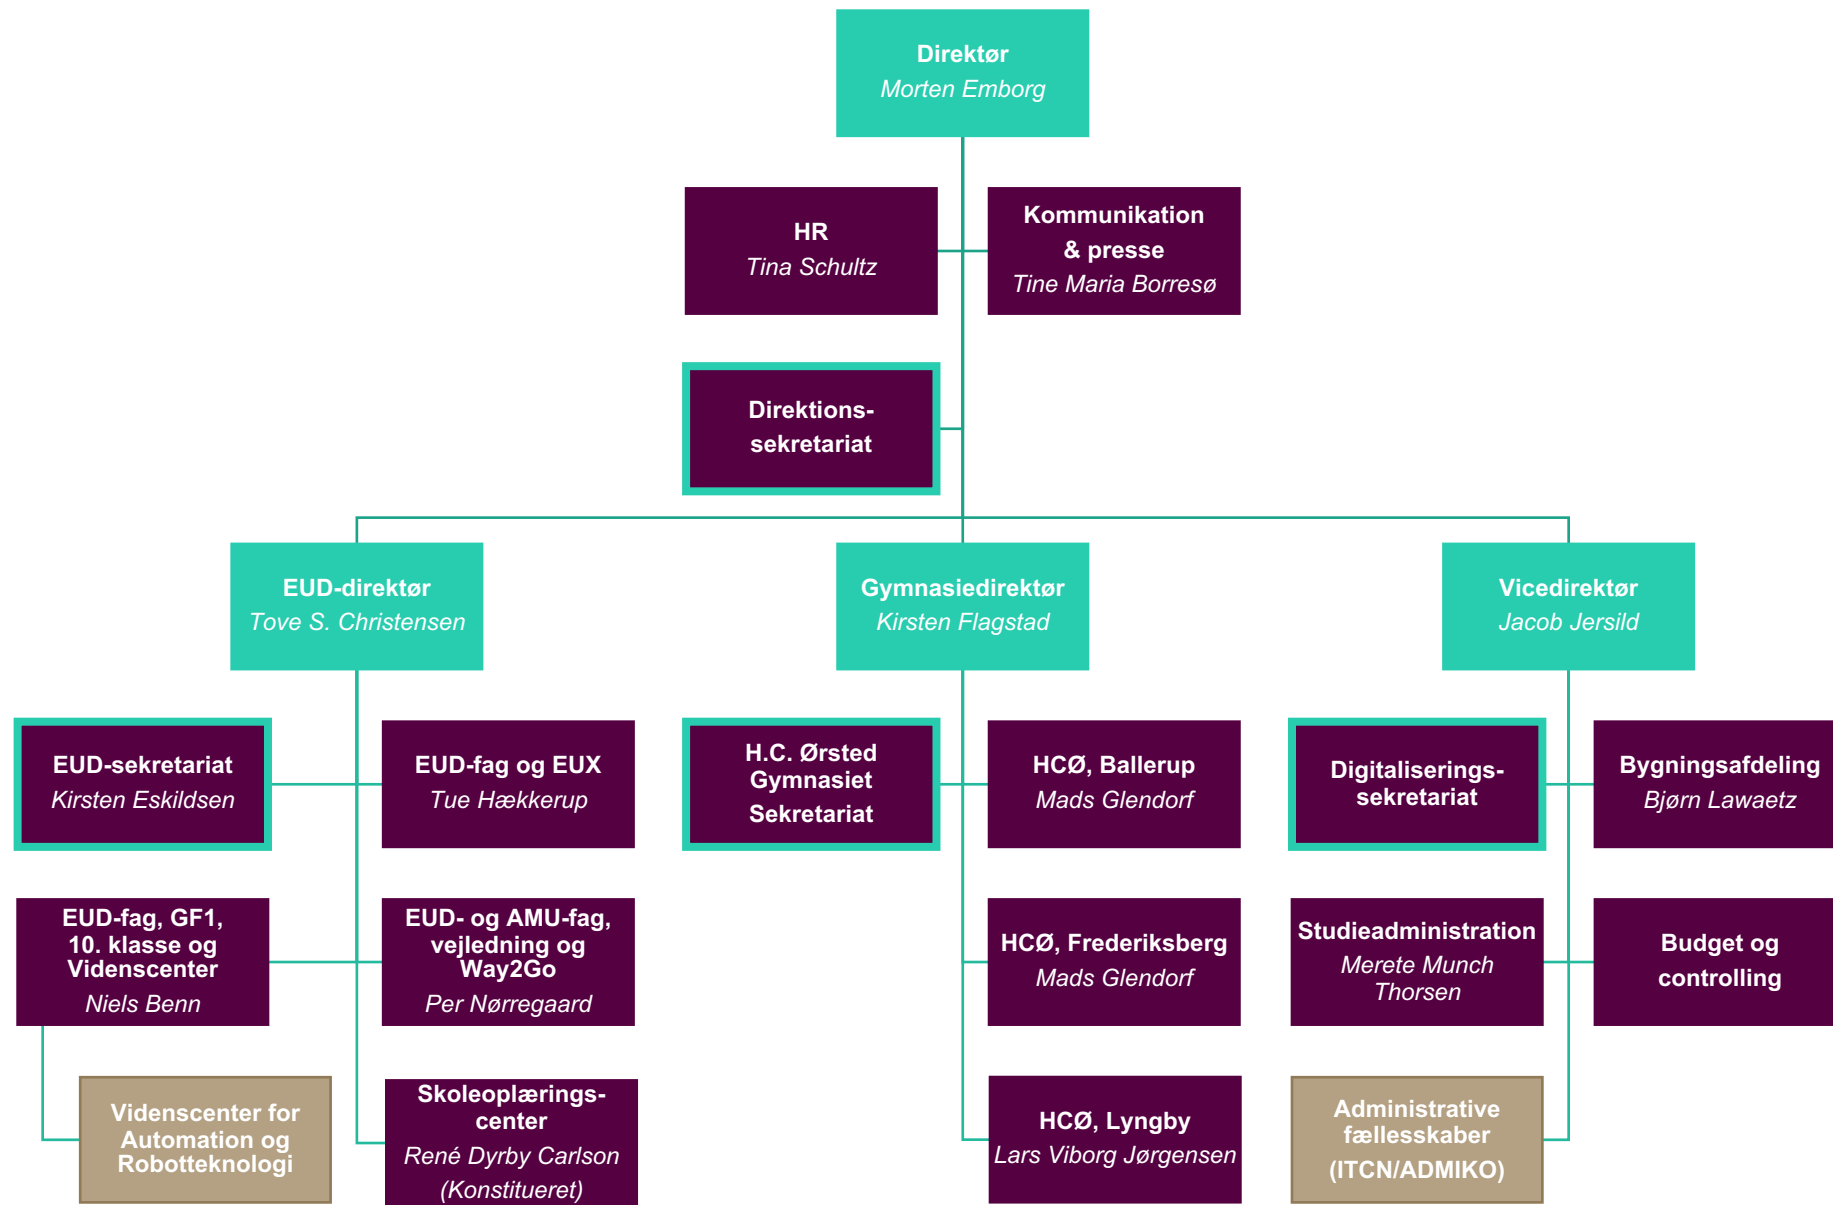 Direktør
Morten Emborg
HR
Tina Schultz
Kommunikation
& presse
Tine Maria Borresø
Direktions-
sekretariat
EUD-direktør
Tove S. Christensen
Gymnasiedirektør
Kirsten Flagstad
Vicedirektør
Jacob Jersild
EUD-sekretariat
Kirsten Eskildsen
EUD-fag og EUX
Tue Hækkerup
H.C. Ørsted
Gymnasiet
Sekretariat
HCØ, Ballerup
Mads Glendorf
Digitaliserings-
sekretariat
Bygningsafdeling
Bjørn Lawaetz
EUD-fag, GF1,
10. klasse og
Videnscenter
Niels Benn
EUD- og AMU-fag,
vejledning og
Way2Go
Per Nørregaard
HCØ, Frederiksberg
Mads Glendorf
Studieadministration
Merete Munch
Thorsen
Budget og
controlling
Videnscenter for
Automation og
Robotteknologi
Skoleoplærings-
center
René Dyrby Carlson
(Konstitueret)
HCØ, Lyngby
Lars Viborg Jørgensen
Administrative
fællesskaber
(ITCN/ADMIKO)